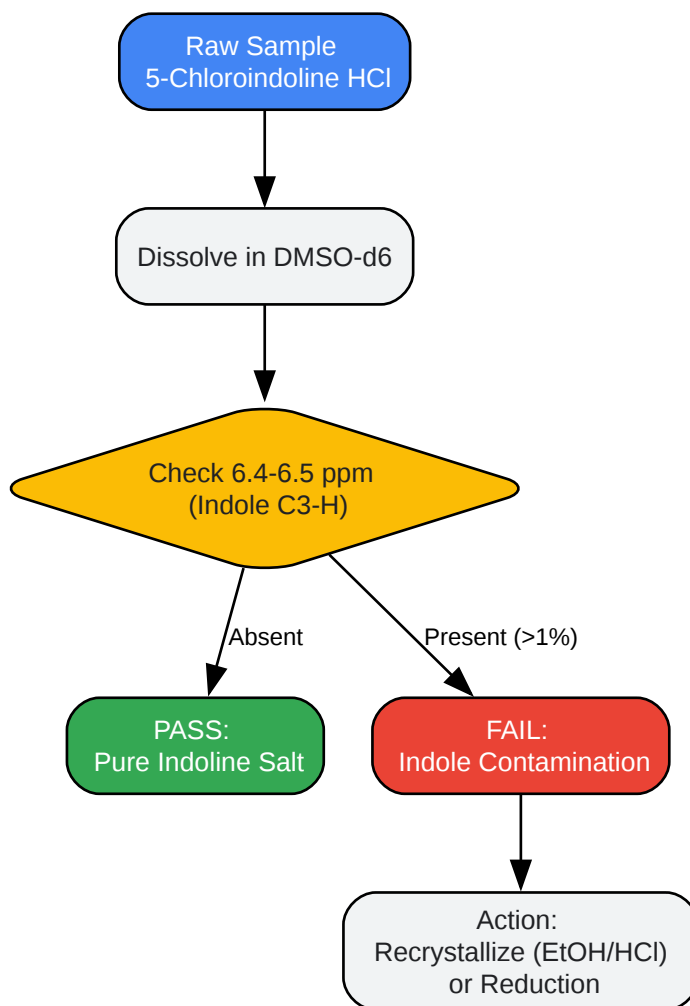 Raw Sample
5-Chloroindoline HCl
Dissolve in DMSO-d6
Check 6.4-6.5 ppm
(Indole C3-H)
Absent
Present (>1%)
PASS:
Pure Indoline Salt
FAIL:
Indole Contamination
Action:
Recrystallize (EtOH/HCl)
or Reduction